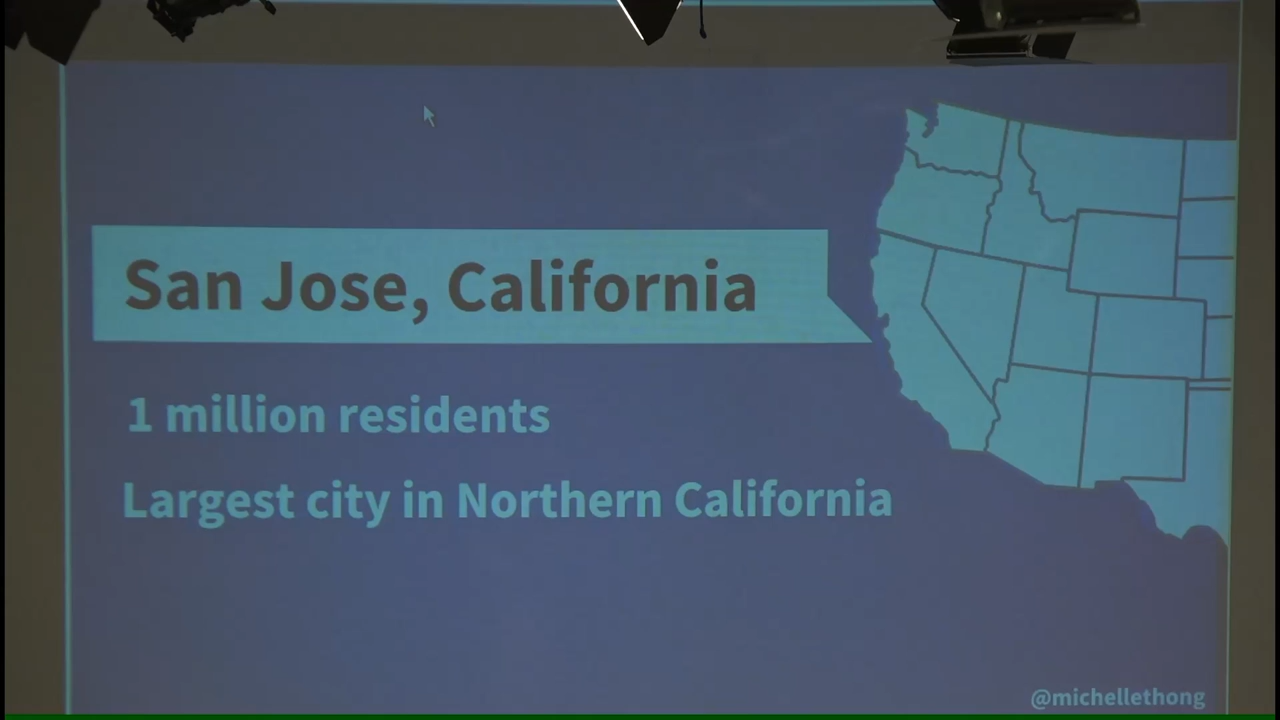 San Jose, California
1 million residents
Largest city in Northern California
@michellethong